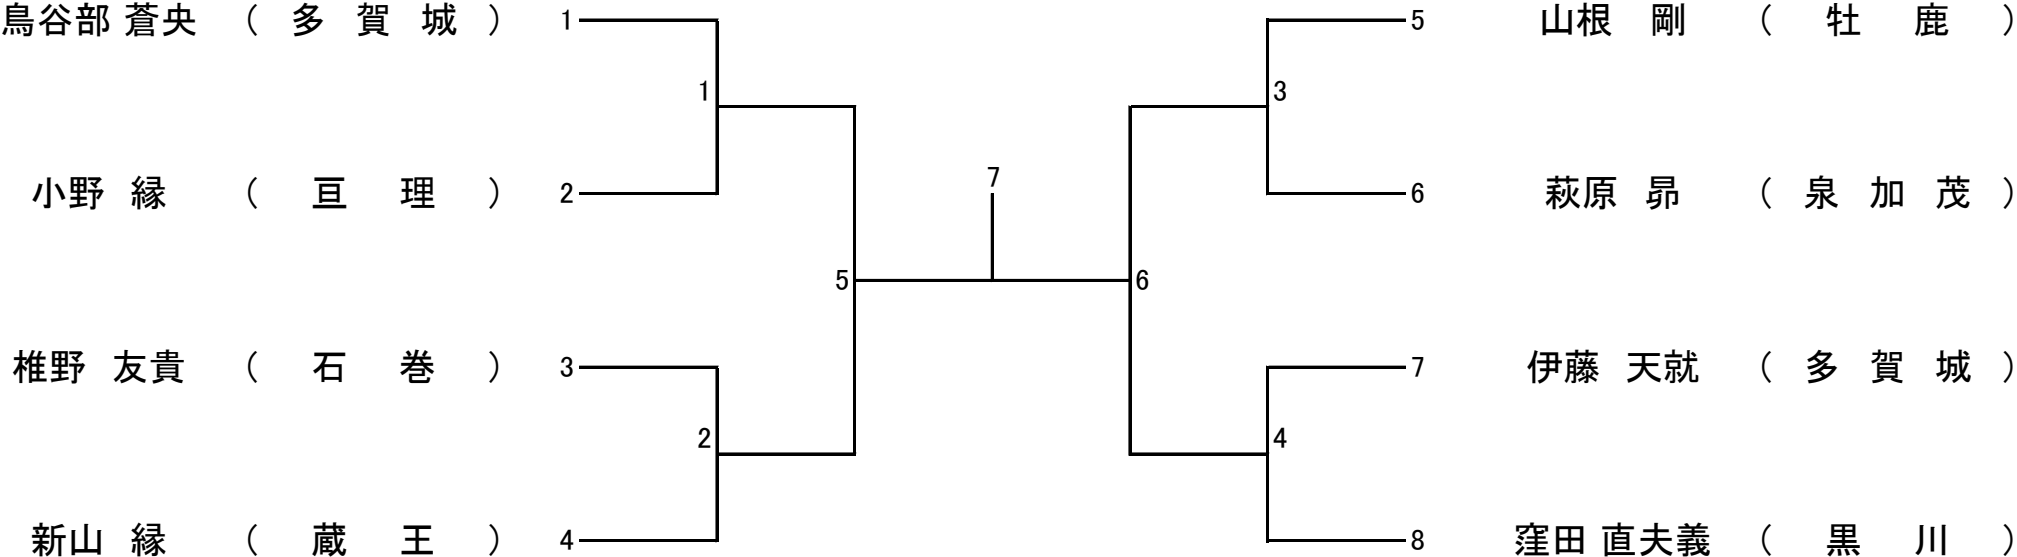 鳥谷部 蒼央 （ 多 賀 城 ） 1
5 山根 剛 （ 牡 鹿 ）
1
3
小野 縁 （ 亘 理 ） 2
7
6 萩原 昴 （ 泉 加 茂 ）
5
6
椎野 友貴 （ 石 巻 ） 3
7 伊藤 天就 （ 多 賀 城 ）
2
4
新山 縁 （ 蔵 王 ） 4
8 窪田 直夫義 （ 黒 川 ）